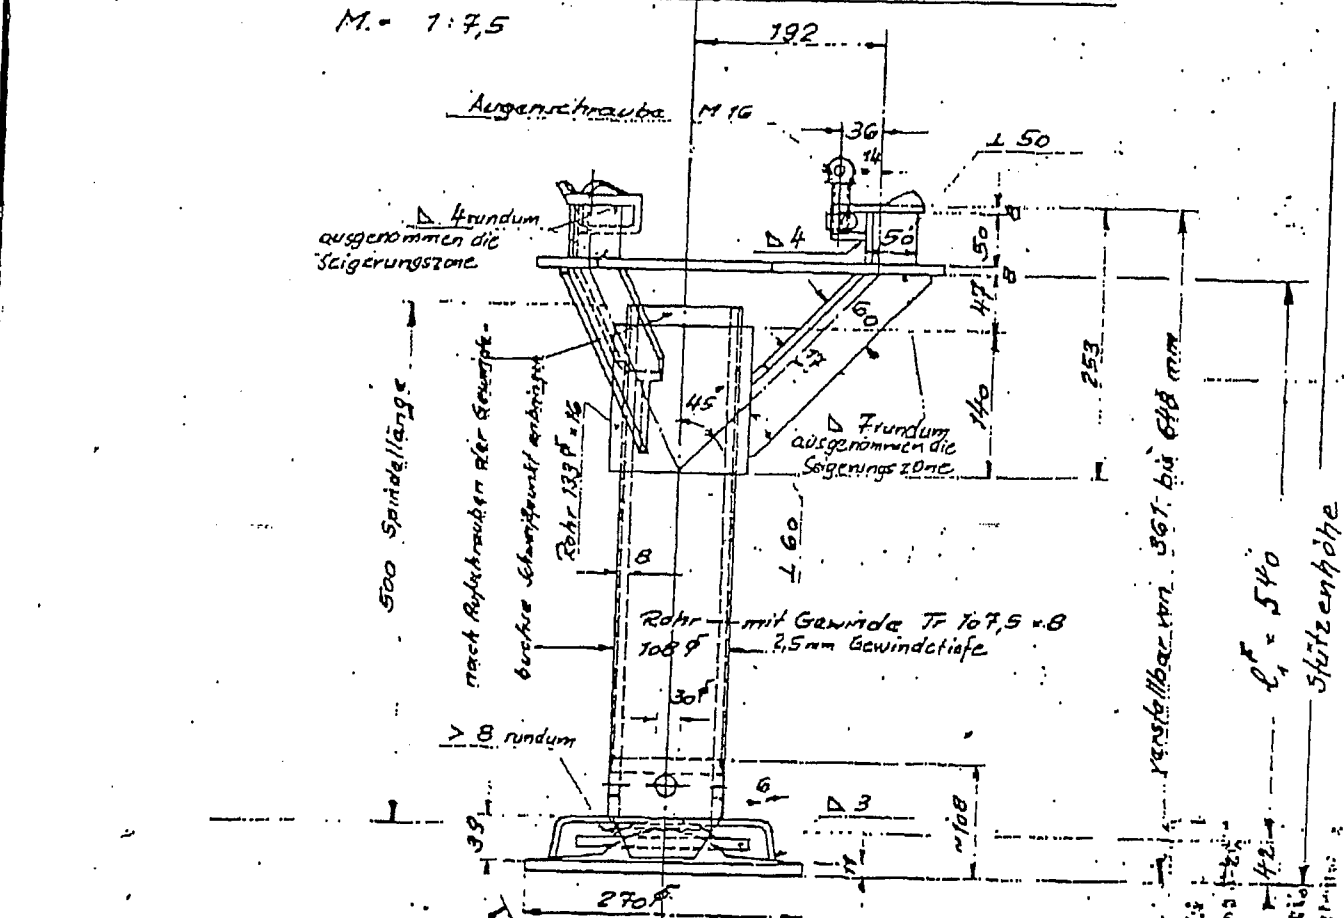 M.- 1:7,5
192
Augenschraube M 16
36
14
⊥ 50
4 rundum
ausgenommen die
Seigerungszone
4
50
50
47
60
17
45°
253
140
500 Spindellänge
nach Aufschrauben der Gewinde-
buchse Schweißpunkt anbringen
Rohr 133 ∅ × 16
7 rundum
ausgenommen die
Seigerungszone
⊥ 60
8
Rohr mit Gewinde Tr 107,5 × 8
108 ∅ 2,5 mm Gewindetiefe
30 ∅
V 8 rundum
6
3
39
~108
11
270 ∅
verstellbar von 361 bis 648 mm
= 540
42
Stützenhöhe